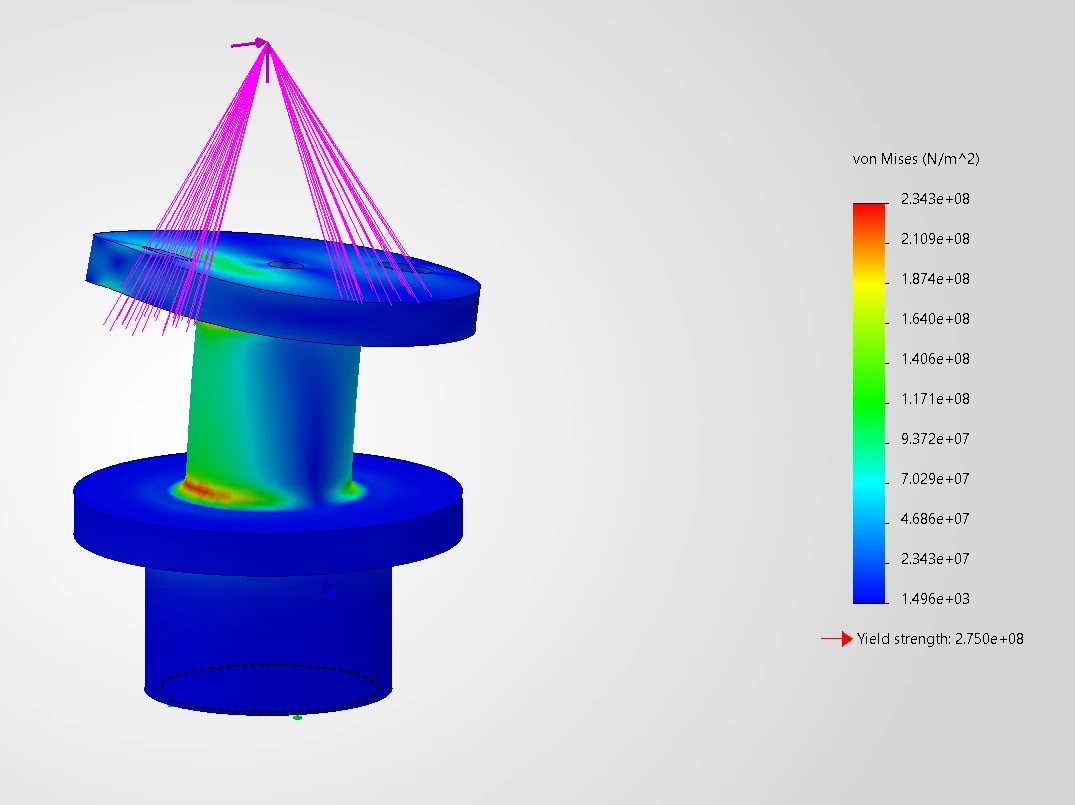 von Mises (N/m^2)
2.343e+08
2.109e+08
1.874e+08
1.640e+08
1.406e+08
1.171e+08
9.372e+07
7.029e+07
4.686e+07
2.343e+07
1.496e+03
Yield strength: 2.750e+08